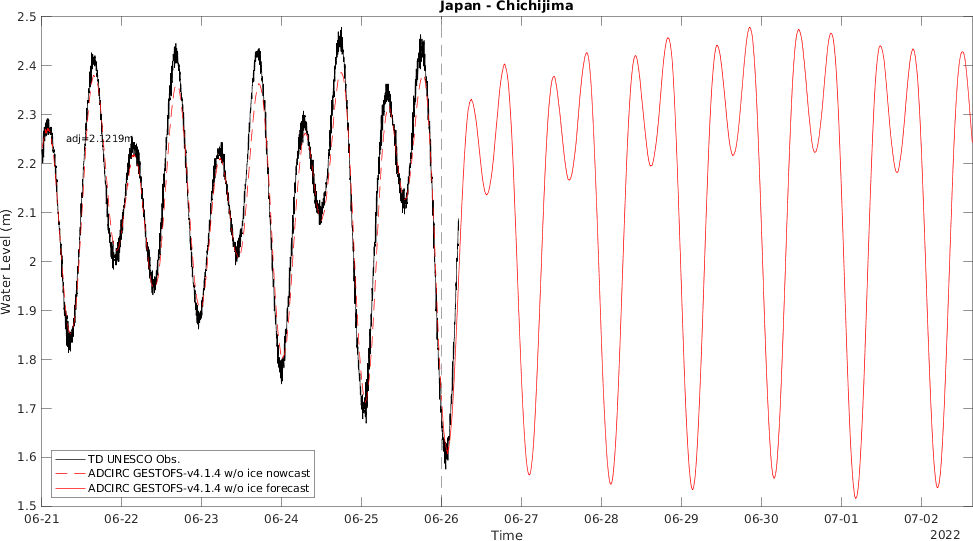 Japan - Chichijima
2.5
2.4
2.3
2.2
2.1
2
1.9
1.8
1.7
1.6
1.5
Water Level (m)
adj=2.1219m
TD UNESCO Obs.
ADCIRC GESTOFS-v4.1.4 w/o ice nowcast
ADCIRC GESTOFS-v4.1.4 w/o ice forecast
06-21 06-22 06-23 06-24 06-25 06-26 06-27 06-28 06-29 06-30 07-01 07-02
Time
2022